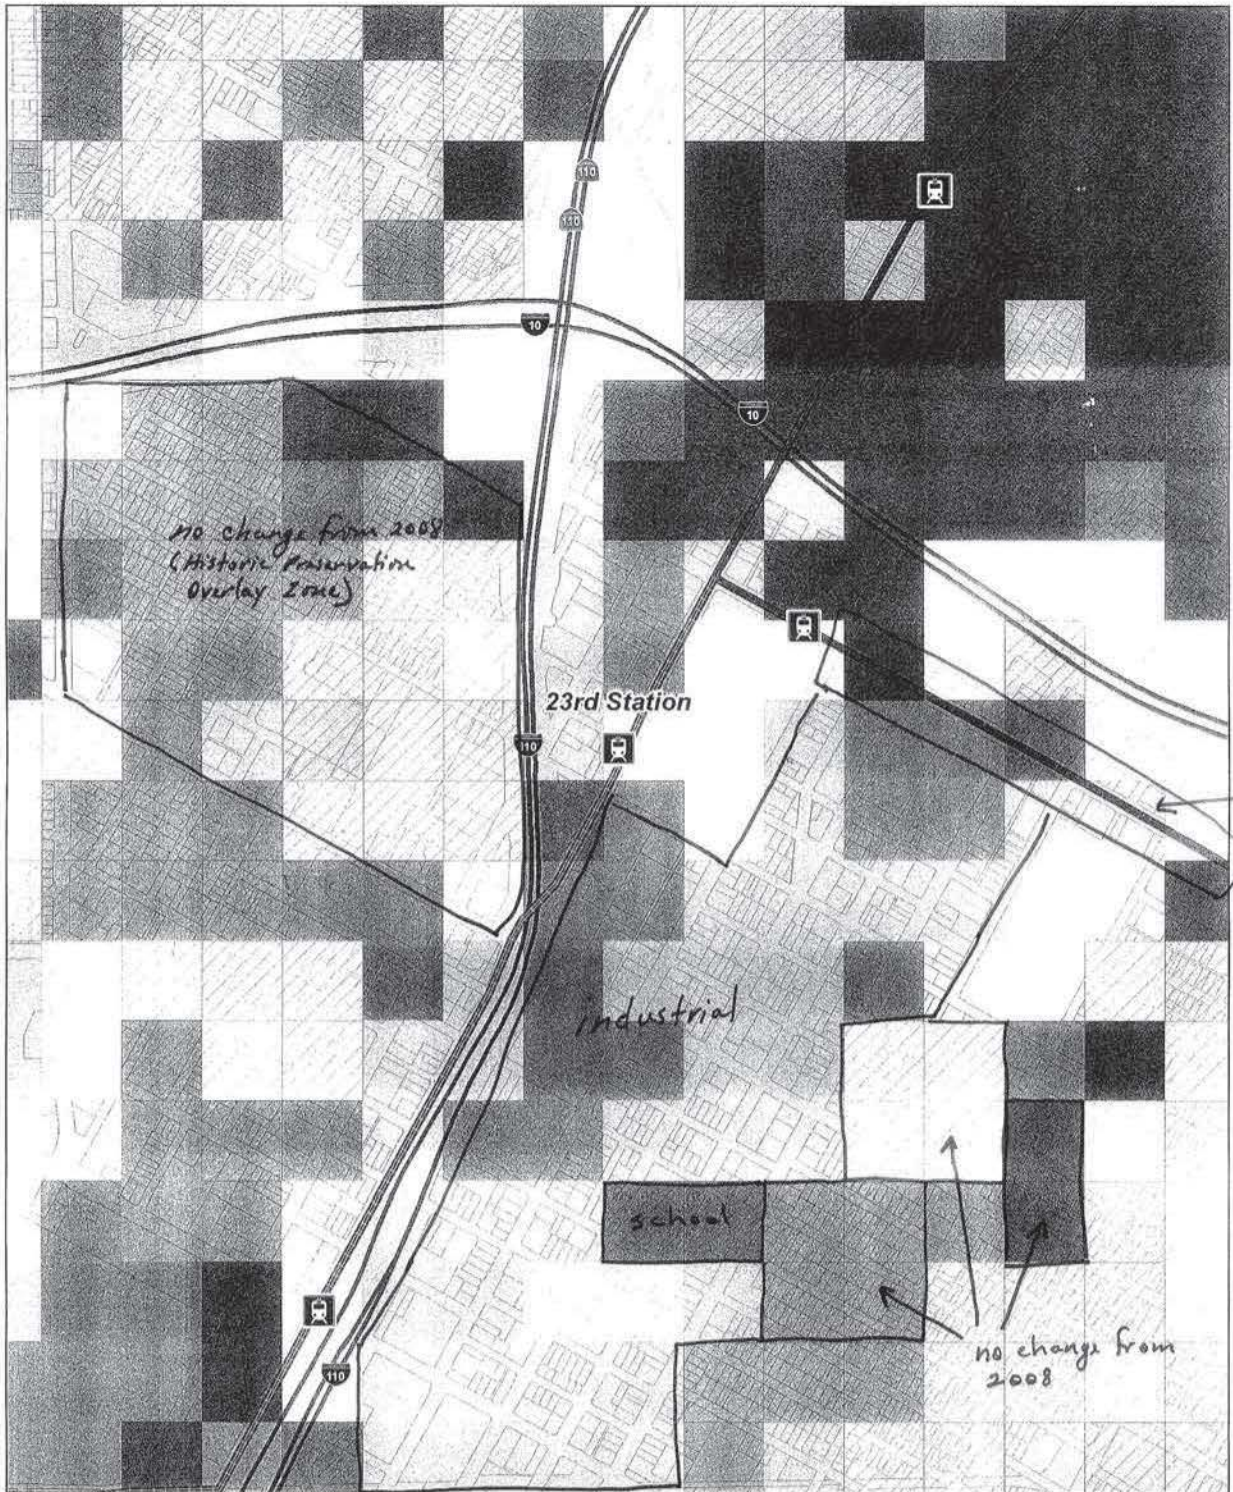 110
110
10
10
no change from 2008
(Historic Preservation
Overlay Zone)
23rd Station
110
industrial
school
110
no change from
2008